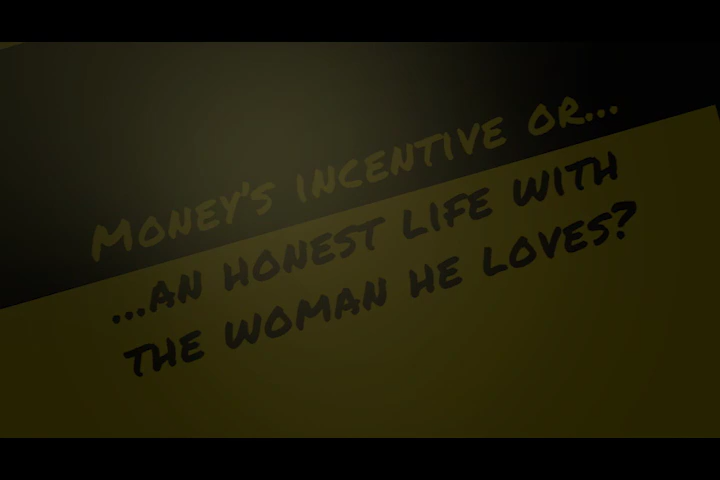 Money's incentive or...
...an honest life with
the woman he loves?